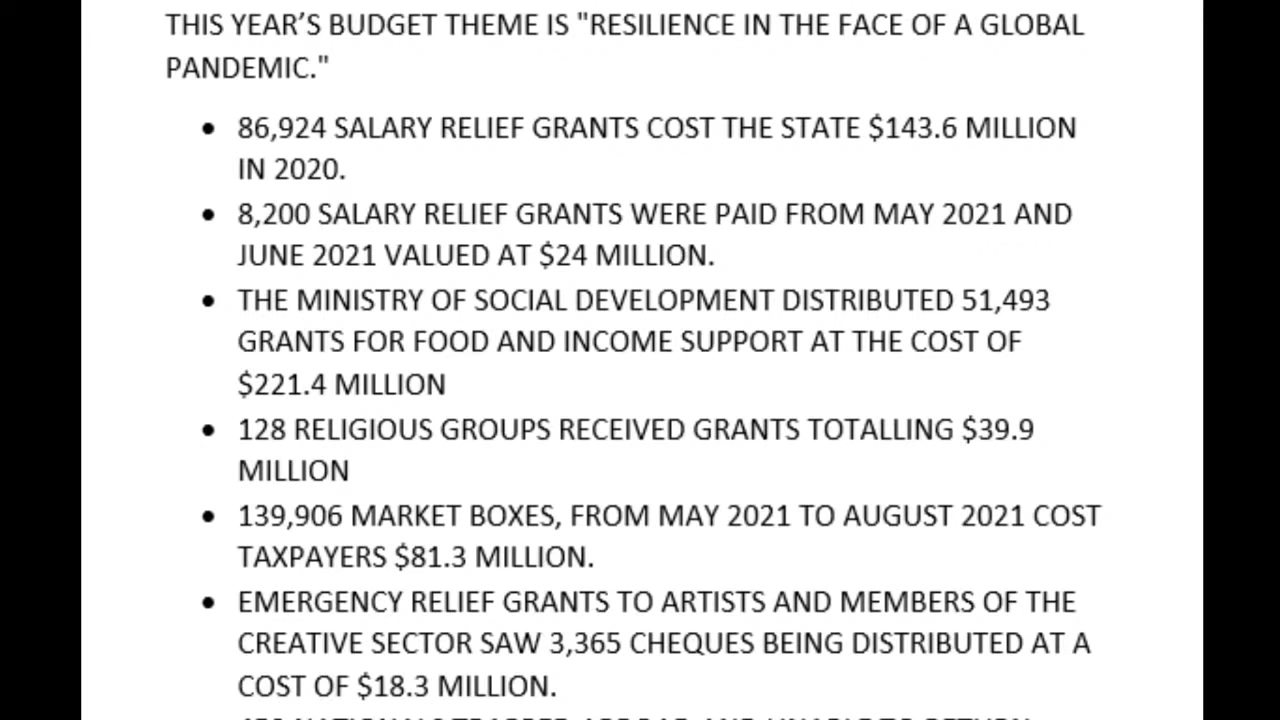 THIS YEAR’S BUDGET THEME IS "RESILIENCE IN THE FACE OF A GLOBAL
PANDEMIC."
• 86,924 SALARY RELIEF GRANTS COST THE STATE $143.6 MILLION
IN 2020.
• 8,200 SALARY RELIEF GRANTS WERE PAID FROM MAY 2021 AND
JUNE 2021 VALUED AT $24 MILLION.
• THE MINISTRY OF SOCIAL DEVELOPMENT DISTRIBUTED 51,493
GRANTS FOR FOOD AND INCOME SUPPORT AT THE COST OF
$221.4 MILLION
• 128 RELIGIOUS GROUPS RECEIVED GRANTS TOTALLING $39.9
MILLION
• 139,906 MARKET BOXES, FROM MAY 2021 TO AUGUST 2021 COST
TAXPAYERS $81.3 MILLION.
• EMERGENCY RELIEF GRANTS TO ARTISTS AND MEMBERS OF THE
CREATIVE SECTOR SAW 3,365 CHEQUES BEING DISTRIBUTED AT A
COST OF $18.3 MILLION.